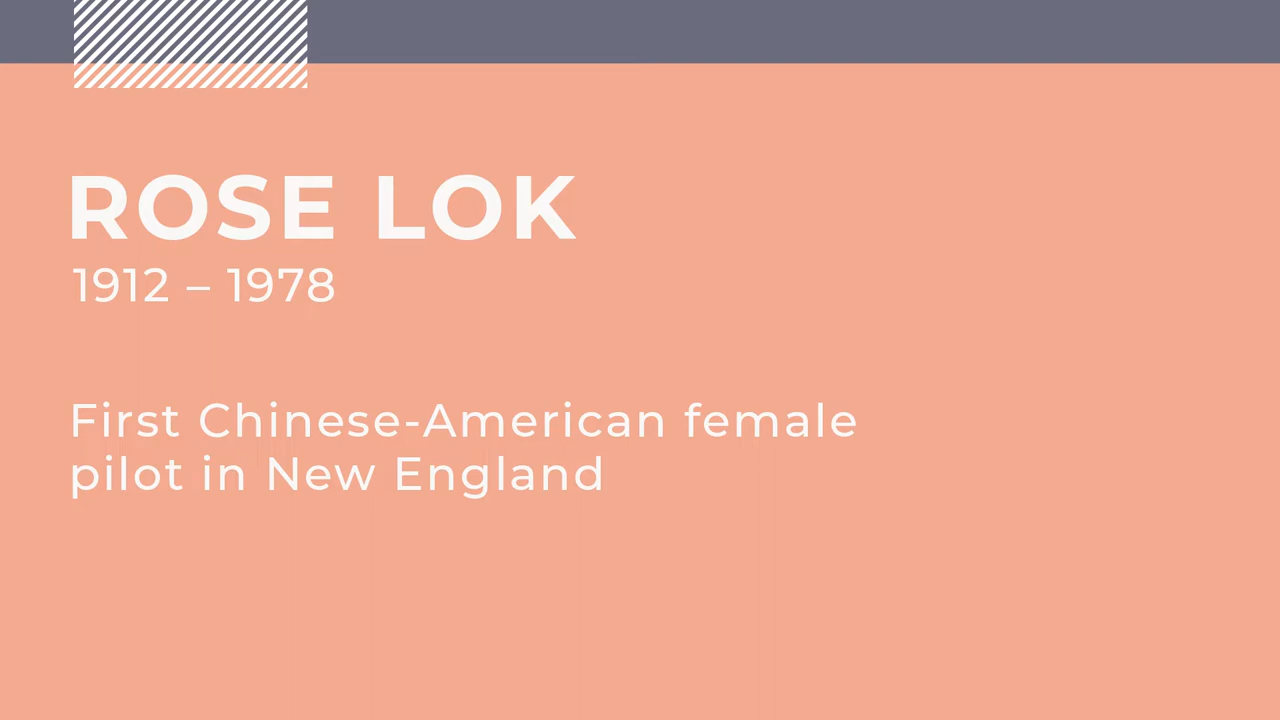 ROSE LOK
1912 – 1978
First Chinese-American female
pilot in New England